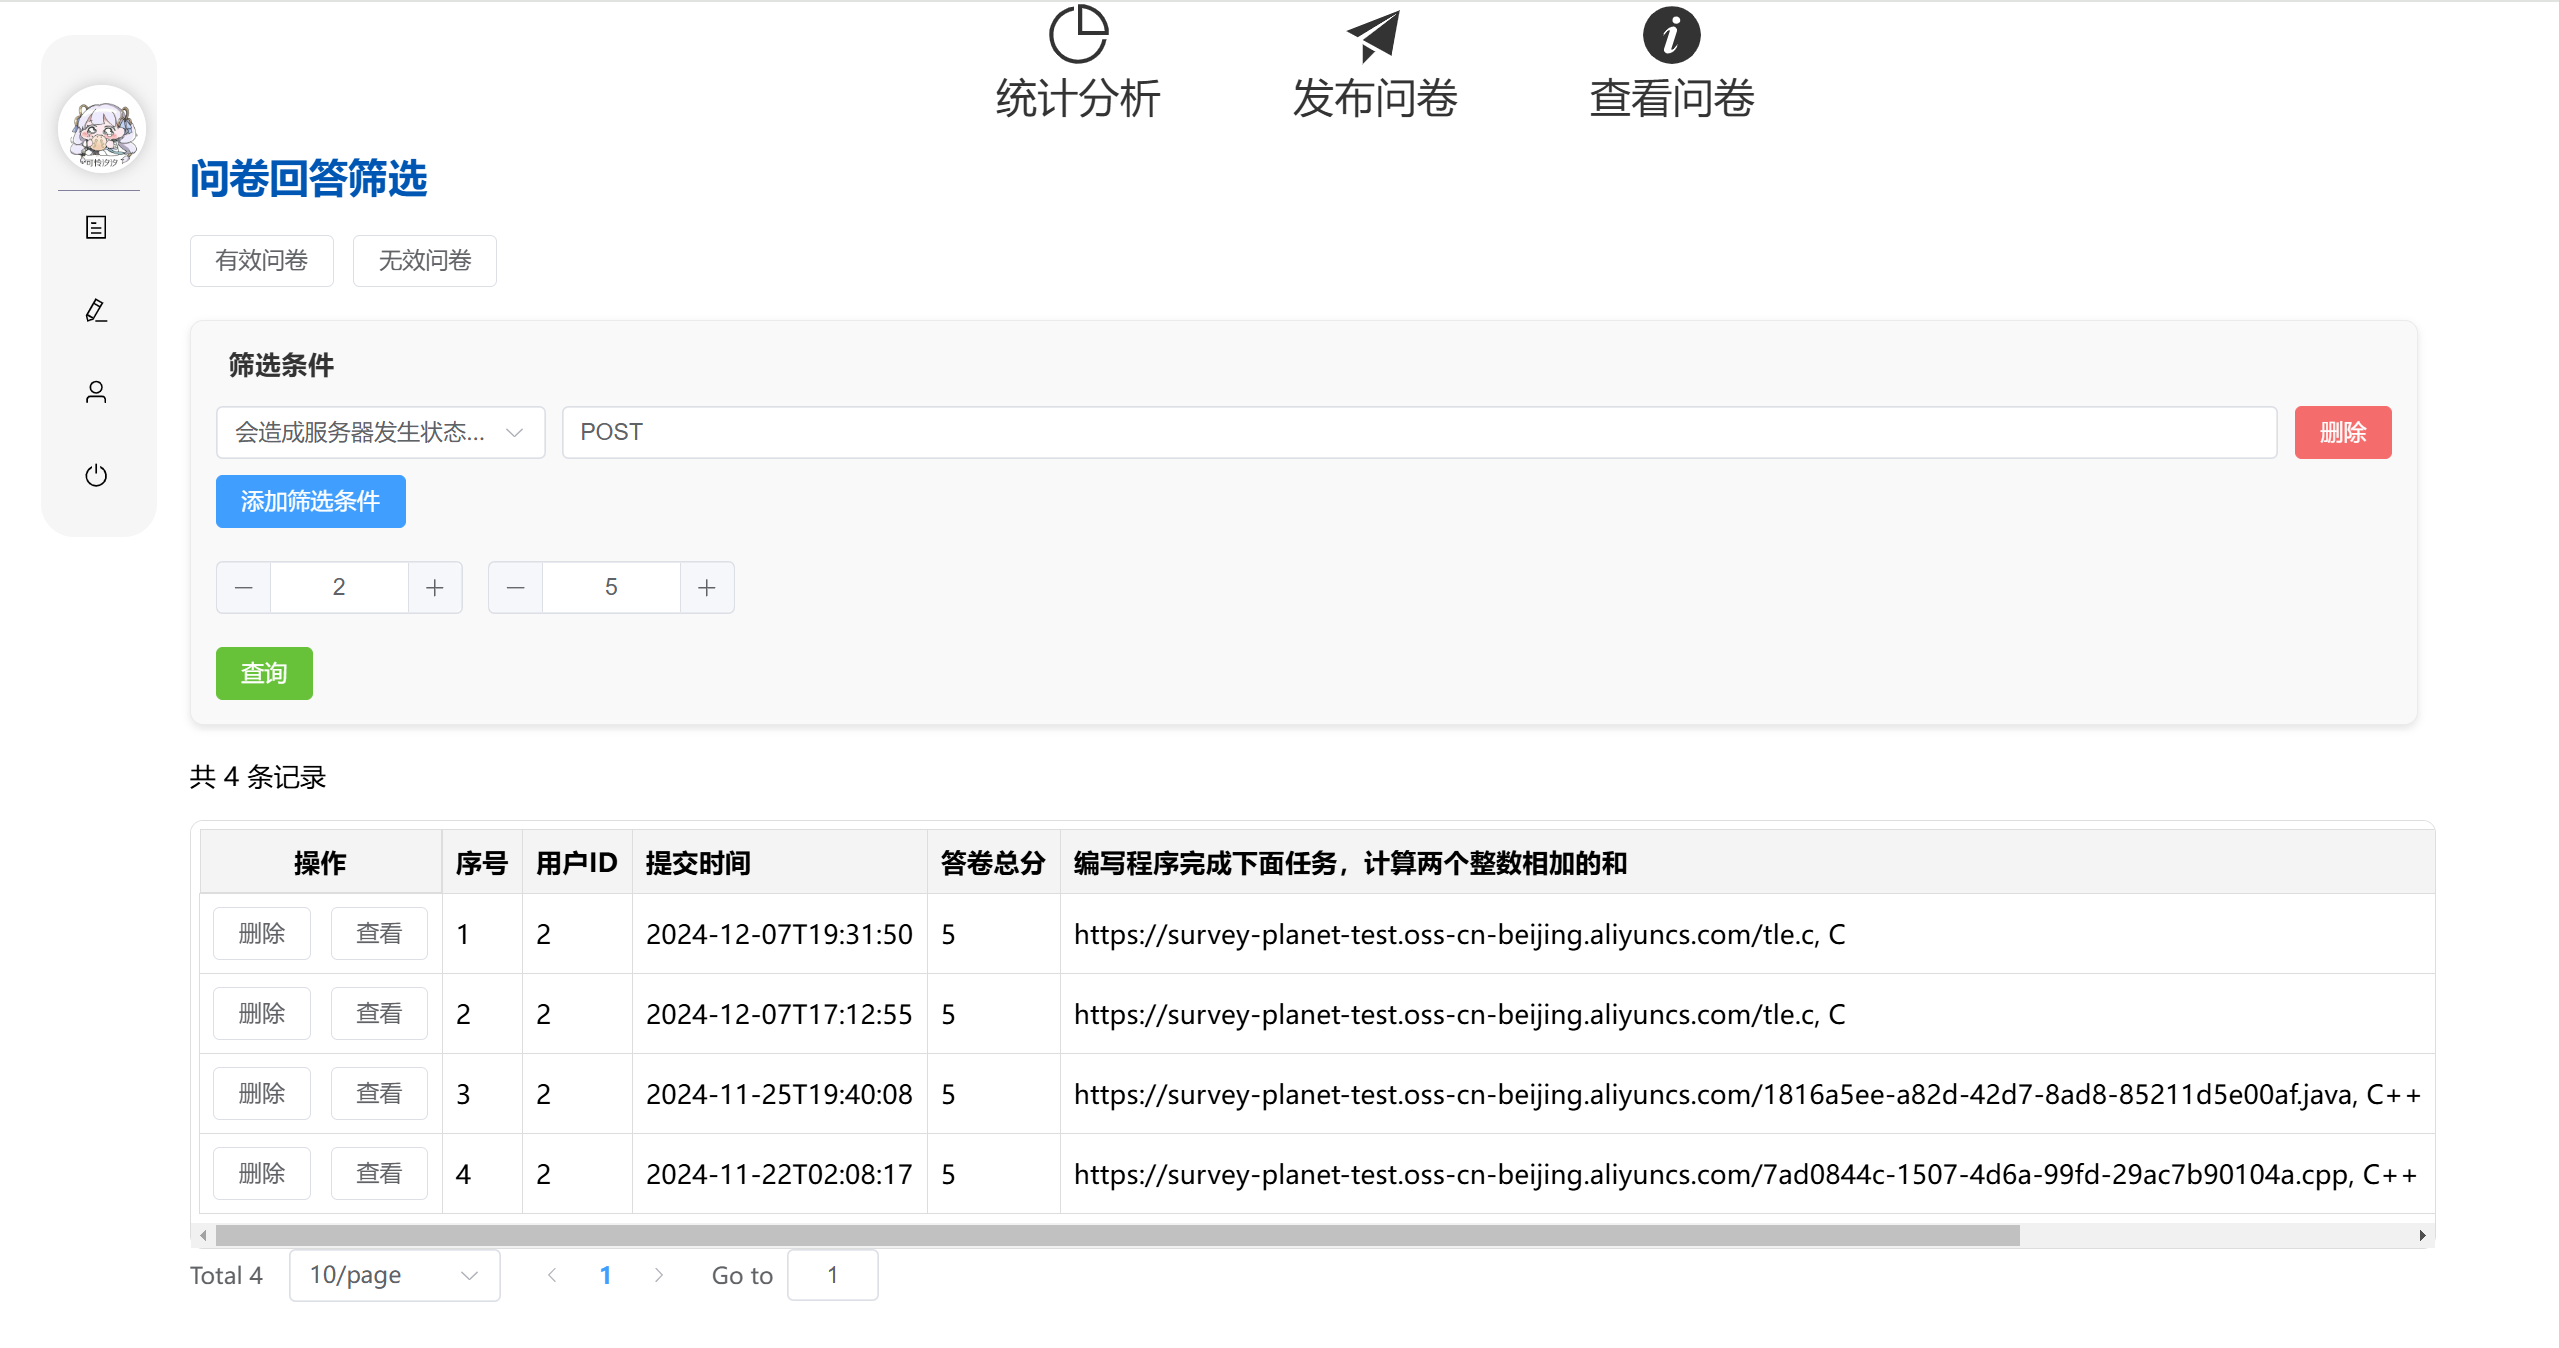 统计分析
发布问卷
查看问卷
可怜汐汐
问卷回答筛选
有效问卷
无效问卷
筛选条件
会造成服务器发生状态...
POST
删除
添加筛选条件
2
5
查询
共 4 条记录
操作 序号 用户ID 提交时间 答卷总分 编写程序完成下面任务，计算两个整数相加的和
删除 查看 1 2 2024-12-07T19:31:50 5 https://survey-planet-test.oss-cn-beijing.aliyuncs.com/tle.c, C
删除 查看 2 2 2024-12-07T17:12:55 5 https://survey-planet-test.oss-cn-beijing.aliyuncs.com/tle.c, C
删除 查看 3 2 2024-11-25T19:40:08 5 https://survey-planet-test.oss-cn-beijing.aliyuncs.com/1816a5ee-a82d-42d7-8ad8-85211d5e00af.java, C++
删除 查看 4 2 2024-11-22T02:08:17 5 https://survey-planet-test.oss-cn-beijing.aliyuncs.com/7ad0844c-1507-4d6a-99fd-29ac7b90104a.cpp, C++
Total 4 10/page 1 Go to 1